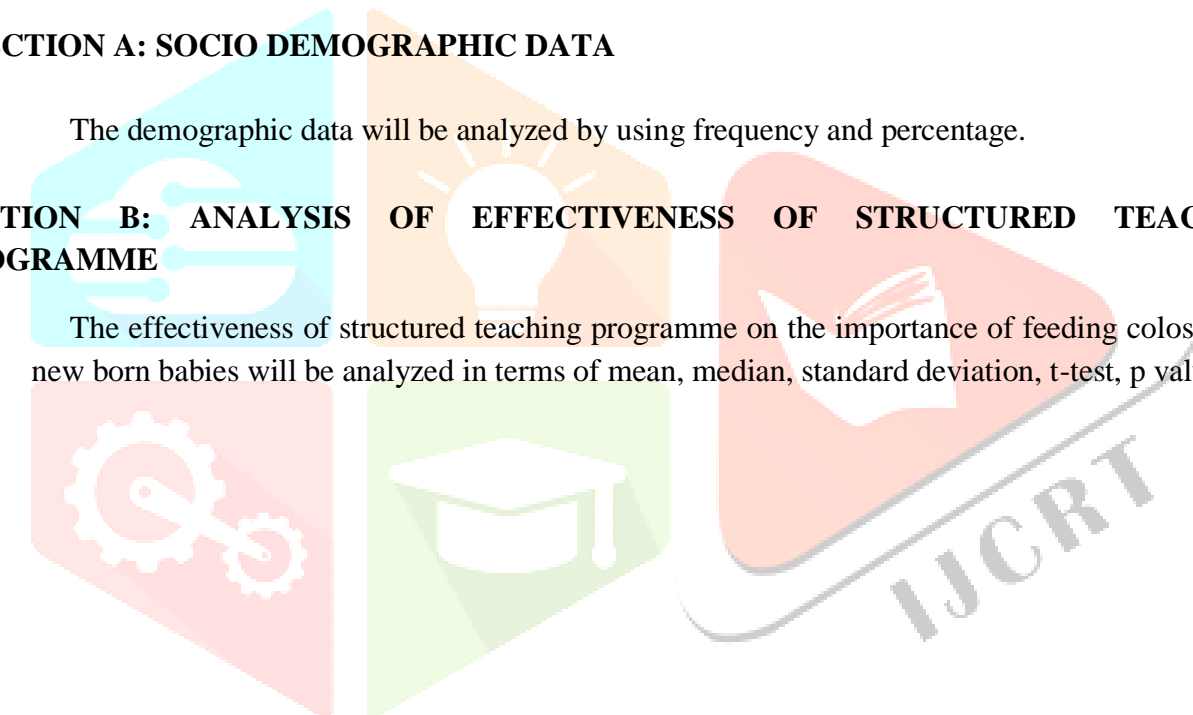 CTION A: SOCIO DEMOGRAPHIC DATA
The demographic data will be analyzed by using frequency and percentage.
TION B: ANALYSIS OF EFFECTIVENESS OF STRUCTURED TEAC
OGRAMME
The effectiveness of structured teaching programme on the importance of feeding colos
new born babies will be analyzed in terms of mean, median, standard deviation, t-test, p val
IJCRT